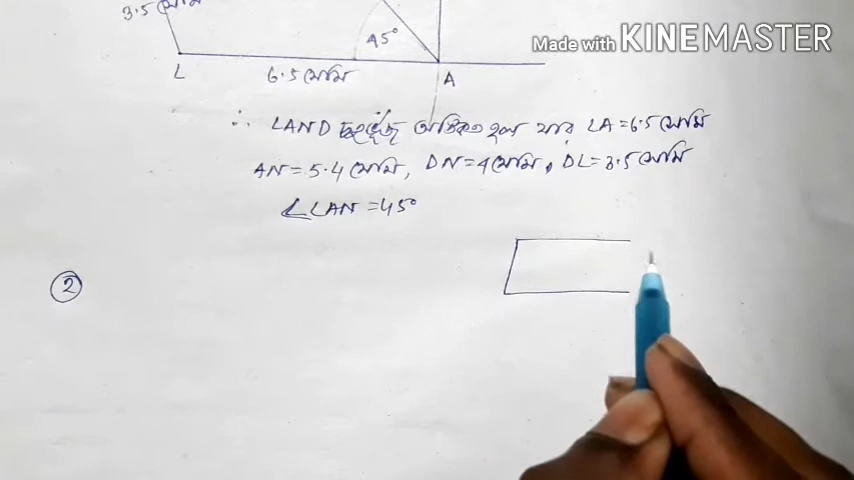 3.5 সেমি
45°
Made with KINEMASTER
L
6.5 সেমি
A
∴ LAND চতুর্ভুজ অঙ্কিত হল যার LA = 6.5 সেমি
AN = 5.4 সেমি, DN = 4 সেমি, DL = 3.5 সেমি
∠LAN = 45°
2